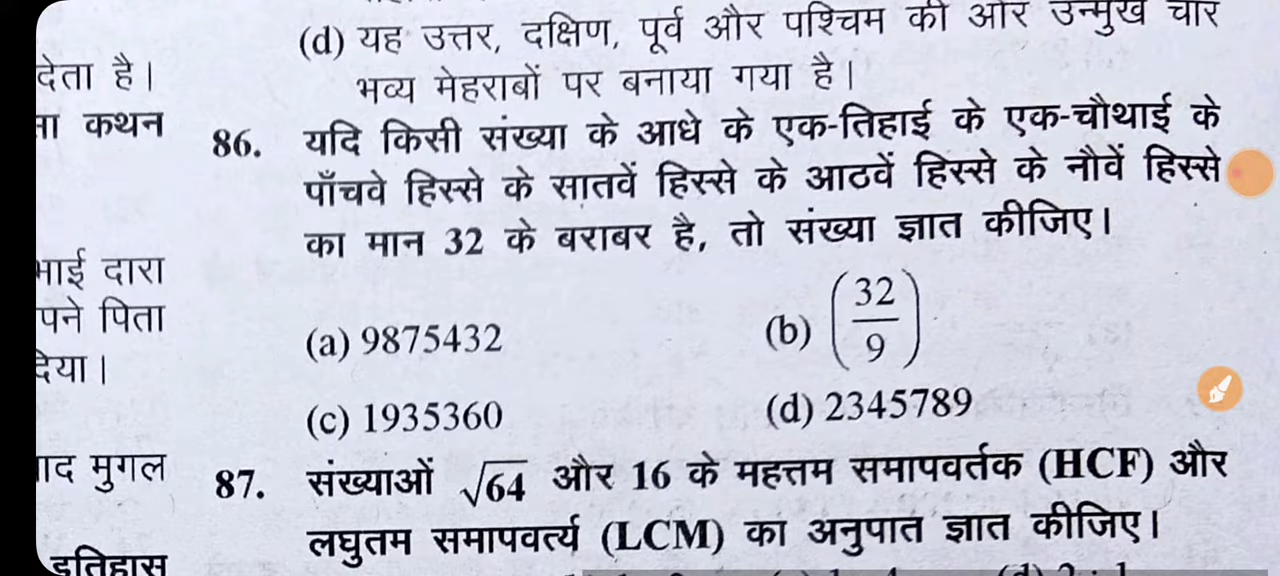 (d) यह उत्तर, दक्षिण, पूर्व और पश्चिम की ओर उन्मुख चार
भव्य मेहराबों पर बनाया गया है।
86. यदि किसी संख्या के आधे के एक-तिहाई के एक-चौथाई के
पाँचवे हिस्से के सातवें हिस्से के आठवें हिस्से के नौवें हिस्से
का मान 32 के बराबर है, तो संख्या ज्ञात कीजिए।
(a) 9875432 (b) (32/9)
(c) 1935360 (d) 2345789
87. संख्याओं √64 और 16 के महत्तम समापवर्तक (HCF) और
लघुतम समापवर्त्य (LCM) का अनुपात ज्ञात कीजिए।
देता है।
कथन
दारा
पिता
मुगल
इतिहास